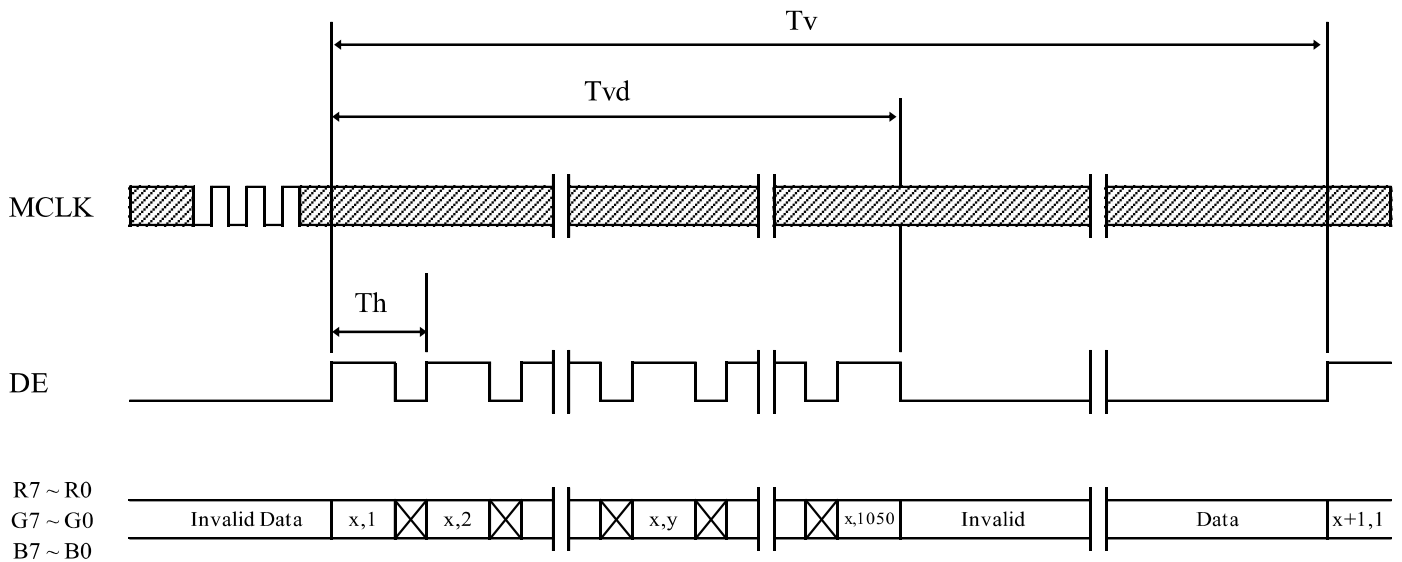 Tv
Tvd
MCLK
Th
DE
R7 ~ R0
G7 ~ G0
B7 ~ B0
Invalid Data x,1 x,2 x,y x,1050 Invalid Data x+1,1